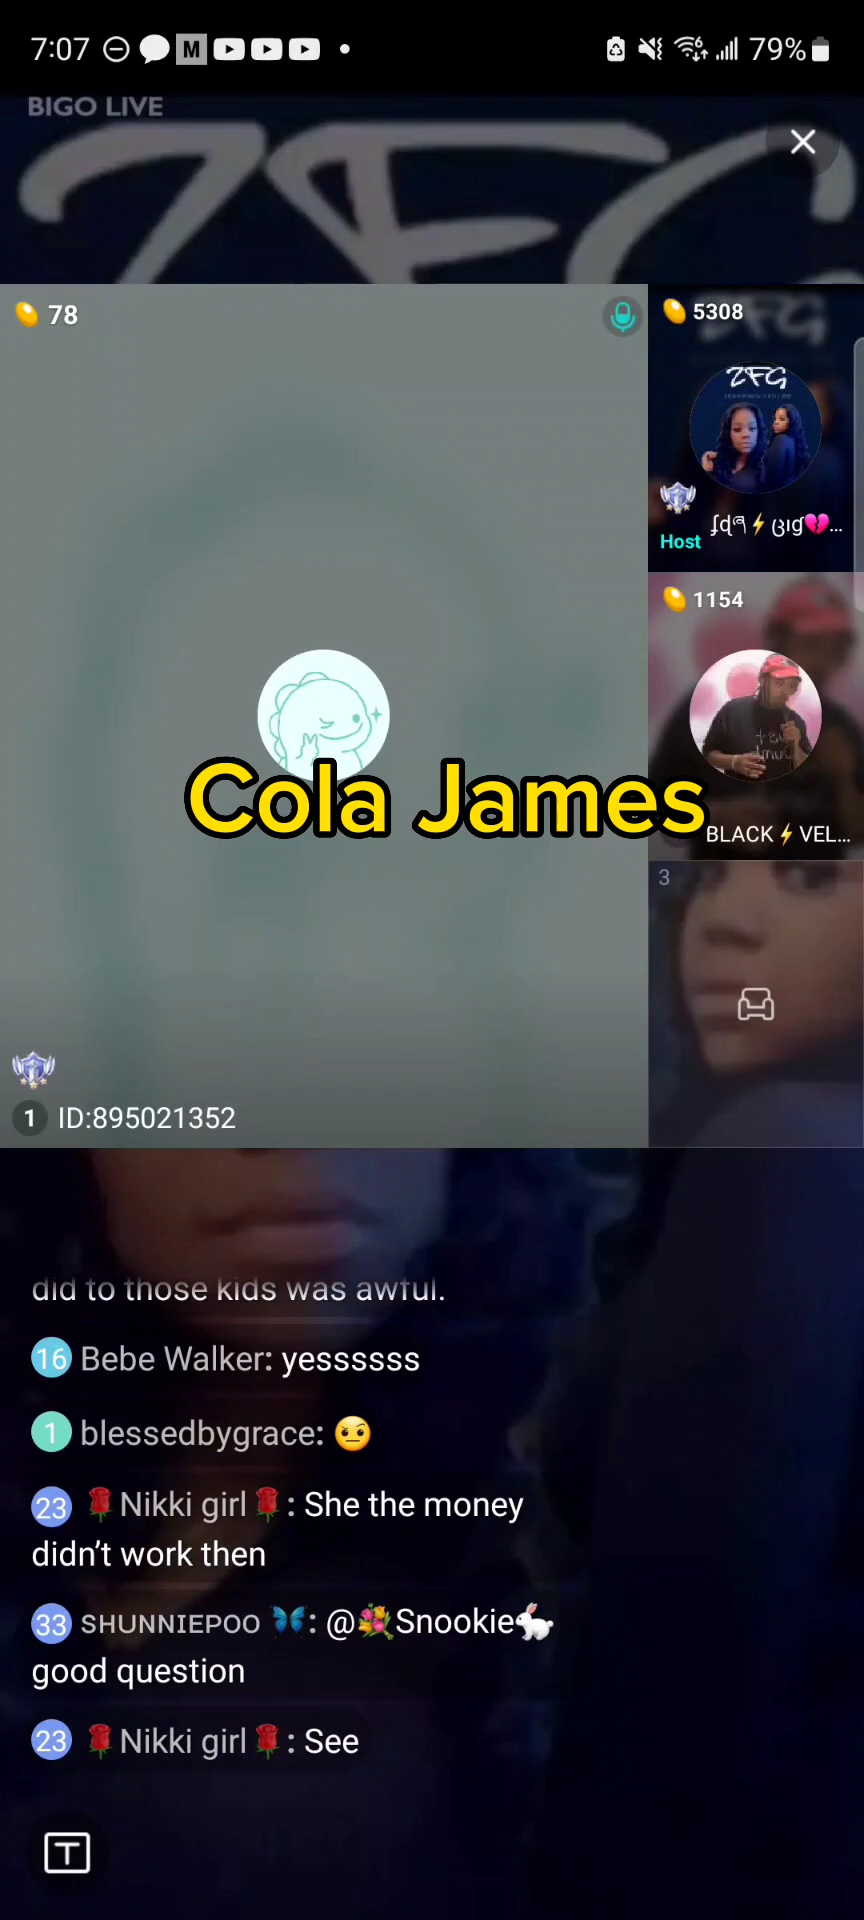 7:07
M
79%
BIGO LIVE
ZFG
78
5308
ZFG
Host
1154
Cola James
BLACK⚡VEL...
3
1 ID:895021352
did to those kids was awful.
16 Bebe Walker: yessssss
1 blessedbygrace: 🤨
23 🌹Nikki girl🌹: She the money
didn't work then
33 SHUNNIEPOO 🦋: @💐Snookie🐇
good question
23 🌹Nikki girl🌹: See
T